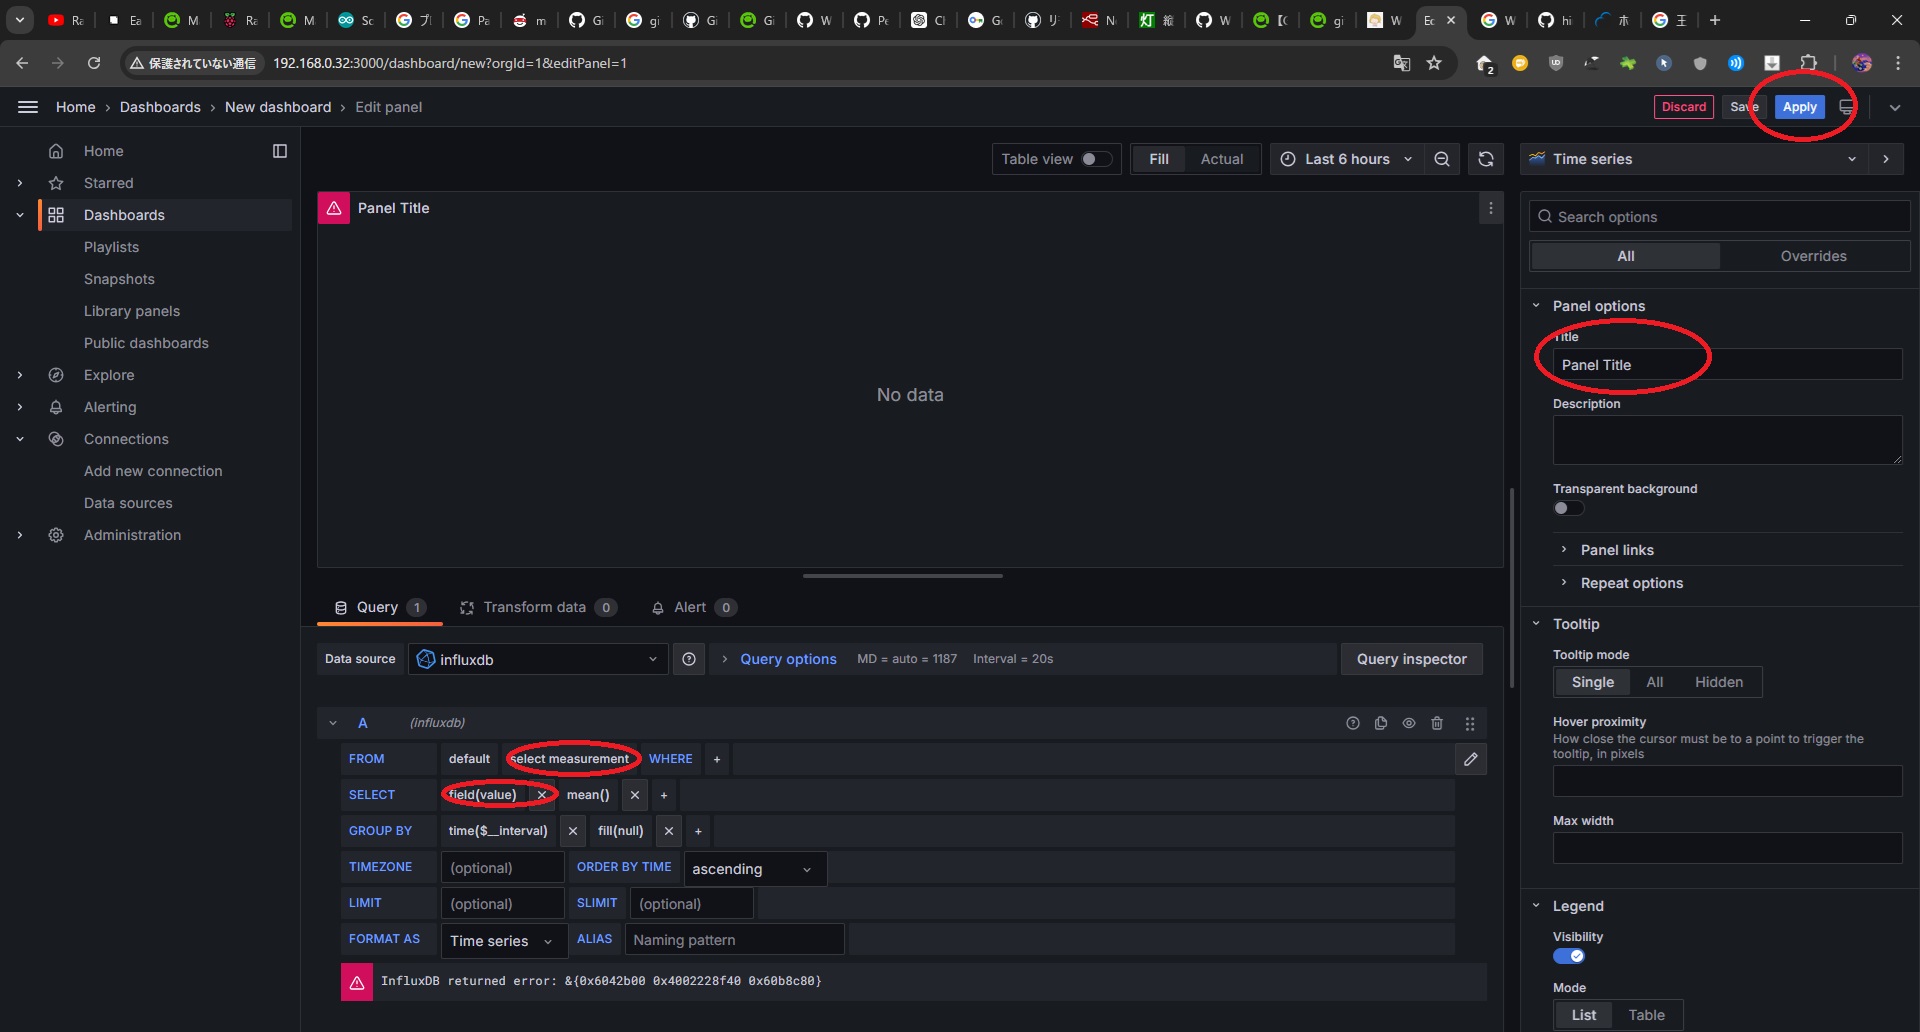 保護されていない通信 192.168.0.32:3000/dashboard/new?orgId=1&editPanel=1
2
Home › Dashboards › New dashboard › Edit panel
Discard Save Apply
Home
Starred
Dashboards
Playlists
Snapshots
Library panels
Public dashboards
Explore
Alerting
Connections
Add new connection
Data sources
Administration
Table view Fill Actual Last 6 hours
Panel Title
No data
Query 1 Transform data 0 Alert 0
Data source influxdb Query options MD = auto = 1187 Interval = 20s Query inspector
A (influxdb)
FROM default select measurement WHERE +
SELECT field(value) × mean() × +
GROUP BY time($__interval) × fill(null) × +
TIMEZONE (optional) ORDER BY TIME ascending
LIMIT (optional) SLIMIT (optional)
FORMAT AS Time series ALIAS Naming pattern
InfluxDB returned error: &{0x6042b00 0x4002228f40 0x60b8c80}
Time series
Search options
All Overrides
Panel options
Title
Panel Title
Description
Transparent background
Panel links
Repeat options
Tooltip
Tooltip mode
Single All Hidden
Hover proximity
How close the cursor must be to a point to trigger the
tooltip, in pixels
Max width
Legend
Visibility
Mode
List Table